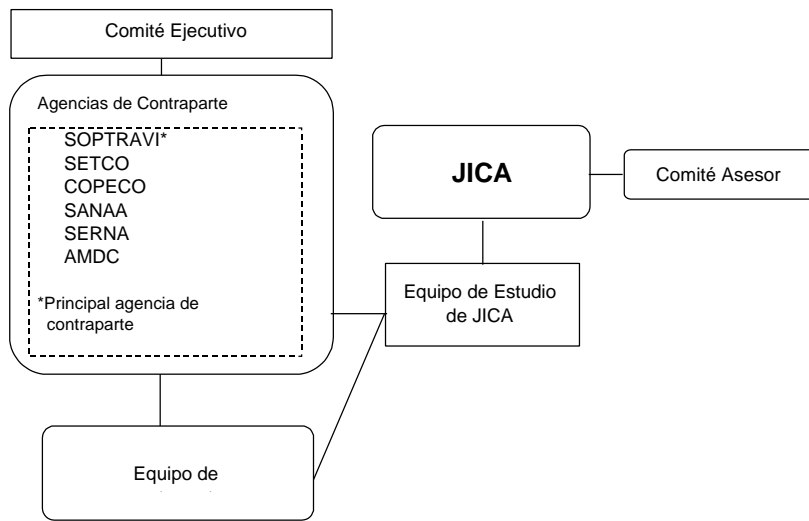 Comité Ejecutivo
Agencias de Contraparte
SOPTRAVI*
SETCO
COPECO
SANAA
SERNA
AMDC
*Principal agencia de
contraparte
JICA
Comité Asesor
Equipo de Estudio
de JICA
Equipo de